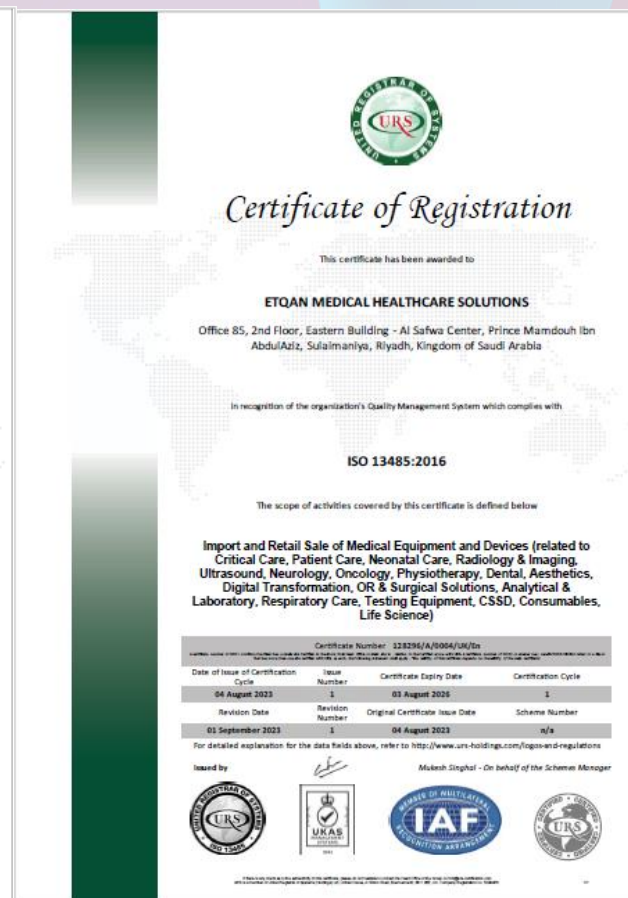 UNITED REGISTRAR OF SYSTEMS
URS
Certificate of Registration
This certificate has been awarded to
ETQAN MEDICAL HEALTHCARE SOLUTIONS
Office 85, 2nd Floor, Eastern Building - Al Safwa Center, Prince Mamdouh Ibn
AbdulAziz, Sulaimaniya, Riyadh, Kingdom of Saudi Arabia
In recognition of the organization's Quality Management System which complies with
ISO 13485:2016
The scope of activities covered by this certificate is defined below
Import and Retail Sale of Medical Equipment and Devices (related to
Critical Care, Patient Care, Neonatal Care, Radiology & Imaging,
Ultrasound, Neurology, Oncology, Physiotherapy, Dental, Aesthetics,
Digital Transformation, OR & Surgical Solutions, Analytical &
Laboratory, Respiratory Care, Testing Equipment, CSSD, Consumables,
Life Science)
Certificate Number 128296/A/0004/UK/En
Date of Issue of Certification Cycle
Issue Number
Certificate Expiry Date
Certification Cycle
04 August 2023
1
03 August 2026
1
Revision Date
Revision Number
Original Certificate Issue Date
Scheme Number
01 September 2023
1
04 August 2023
n/a
For detailed explanation for the data fields above, refer to http://www.urs-holdings.com/logos-and-regulations
Issued by
Mukesh Singhal - On behalf of the Schemes Manager
UNITED REGISTRAR OF SYSTEMS
URS
ISO 13485
UKAS
MANAGEMENT
SYSTEMS
MEMBER OF MULTILATERAL
IAF
RECOGNITION ARRANGEMENT
URS